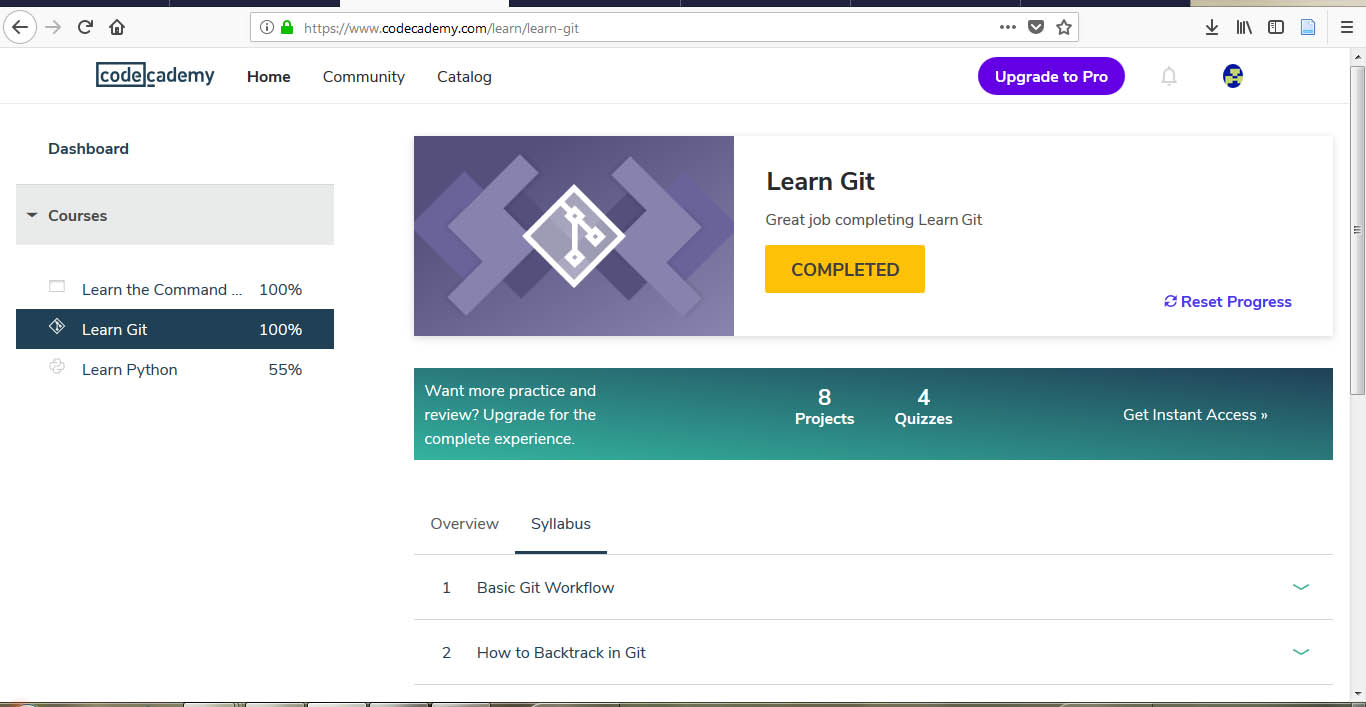 https://www.codecademy.com/learn/learn-git
codecademy
Home
Community
Catalog
Upgrade to Pro
Dashboard
Courses
Learn the Command ... 100%
Learn Git 100%
Learn Python 55%
Learn Git
Great job completing Learn Git
COMPLETED
Reset Progress
Want more practice and
review? Upgrade for the
complete experience.
8
Projects
4
Quizzes
Get Instant Access »
Overview
Syllabus
1 Basic Git Workflow
2 How to Backtrack in Git